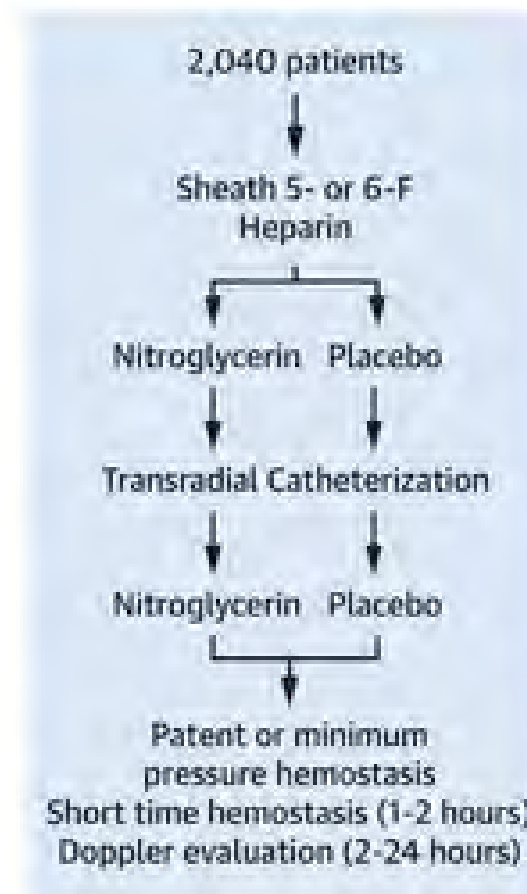 2,040 patients
Sheath 5- or 6-F
Heparin
Nitroglycerin Placebo
Transradial Catheterization
Nitroglycerin Placebo
Patent or minimum
pressure hemostasis
Short time hemostasis (1-2 hours)
Doppler evaluation (2-24 hours)